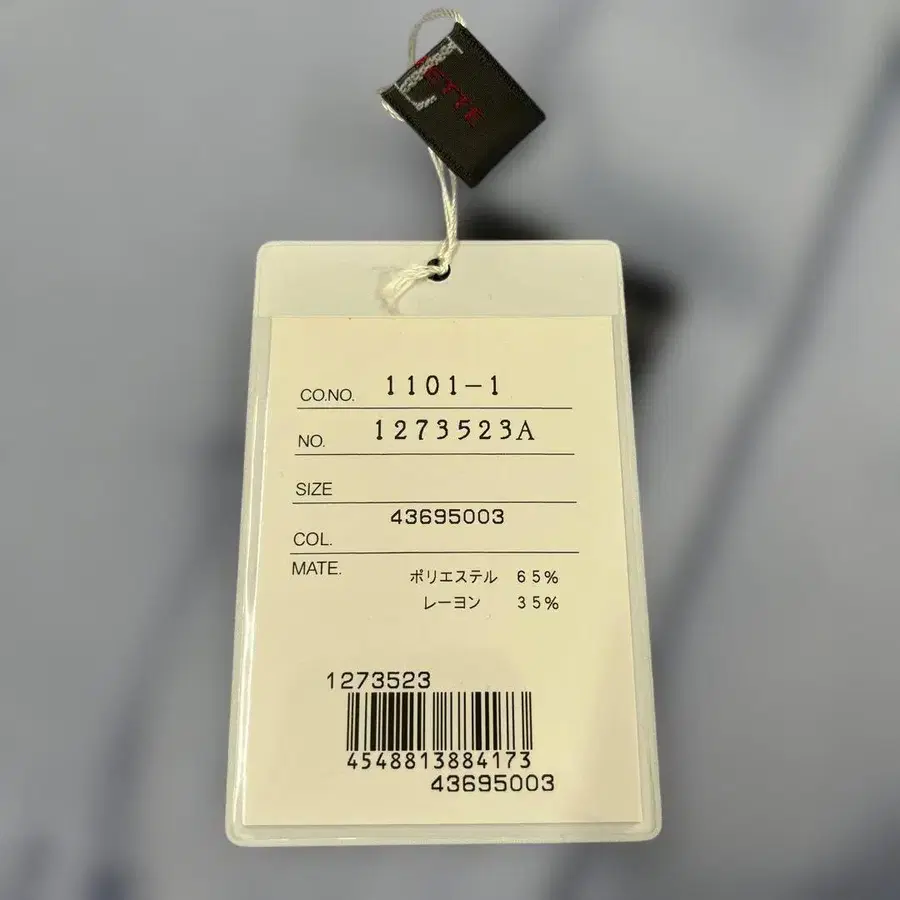 CO.NO. 1101-1
NO. 1273523A
SIZE
43695003
COL.
MATE.
ポリエステル 65%
レーヨン 35%
1273523
4548813884173
43695003